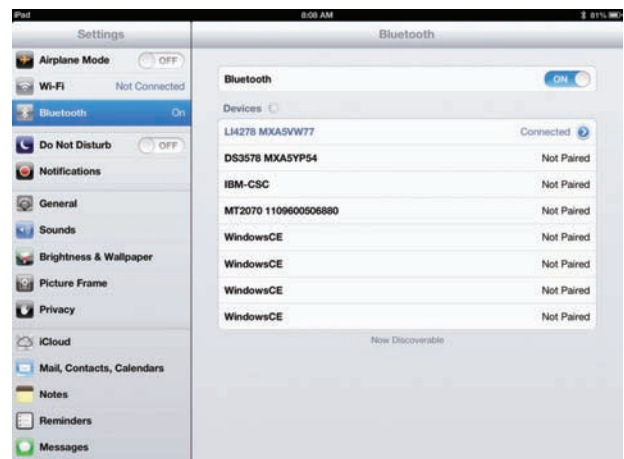 iPad 8:08 AM 81%
Settings
Airplane Mode OFF
Wi-Fi Not Connected
Bluetooth On
Do Not Disturb OFF
Notifications
General
Sounds
Brightness & Wallpaper
Picture Frame
Privacy
iCloud
Mail, Contacts, Calendars
Notes
Reminders
Messages
Bluetooth
Bluetooth ON
Devices
LI4278 MXA5VW77 Connected
DS3578 MXA5YP54 Not Paired
IBM-CSC Not Paired
MT2070 1109600506880 Not Paired
WindowsCE Not Paired
WindowsCE Not Paired
WindowsCE Not Paired
WindowsCE Not Paired
Now Discoverable